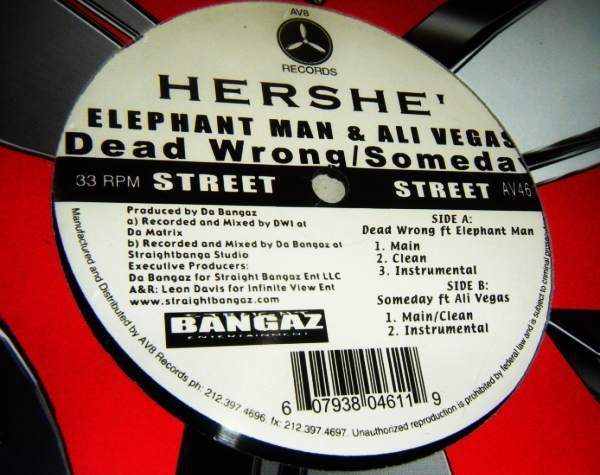 AV8
RECORDS
HERSHE'
ELEPHANT MAN & ALI VEGAS
Dead Wrong/Someda
33 RPM STREET STREET AV46
Produced by Da Bangaz
a) Recorded and Mixed by DWI at
Da Matrix
b) Recorded and Mixed by Da Bangaz at
Straightbanga Studio
Executive Producers:
Da Bangaz for Straight Bangaz Ent LLC
A&R: Leon Davis for Infinite View Ent
www.straightbangaz.com
BANGAZ
ENTERTAINMENT
SIDE A:
Dead Wrong ft Elephant Man
1. Main
2. Clean
3. Instrumental
SIDE B:
Someday ft Ali Vegas
1. Main/Clean
2. Instrumental
6 07938 04611 9
Manufactured and Distributed by AV8 Records ph: 212.397.4696. fx: 212.397.4697. Unauthorized reproduction is prohibited by federal law and is subject to criminal